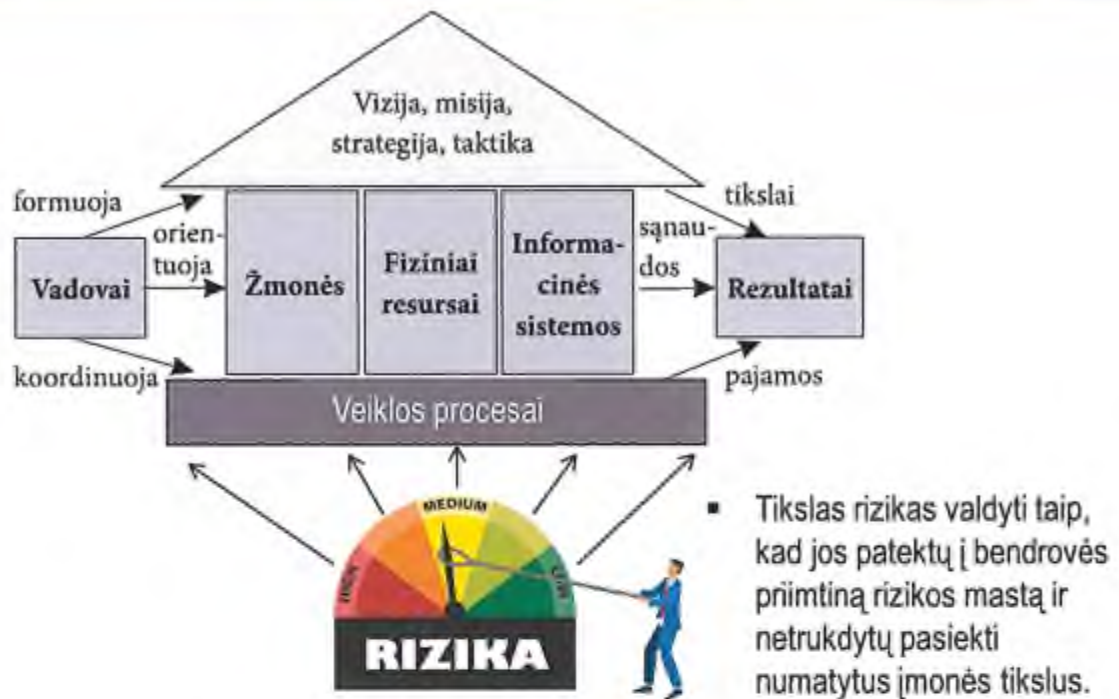 Vizija, misija,
strategija, taktika
formuoja
orien-
tuoja
Vadovai
koordinuoja
Žmonės
Fiziniai
resursai
Informa-
cinės
sistemos
tikslai
sąnau-
dos
Rezultatai
pajamos
Veiklos procesai
HIGH
MEDIUM
LOW
RIZIKA
▪ Tikslas rizikas valdyti taip,
kad jos patektų į bendrovės
priimtiną rizikos mastą ir
netrukdytų pasiekti
numatytus įmonės tikslus.